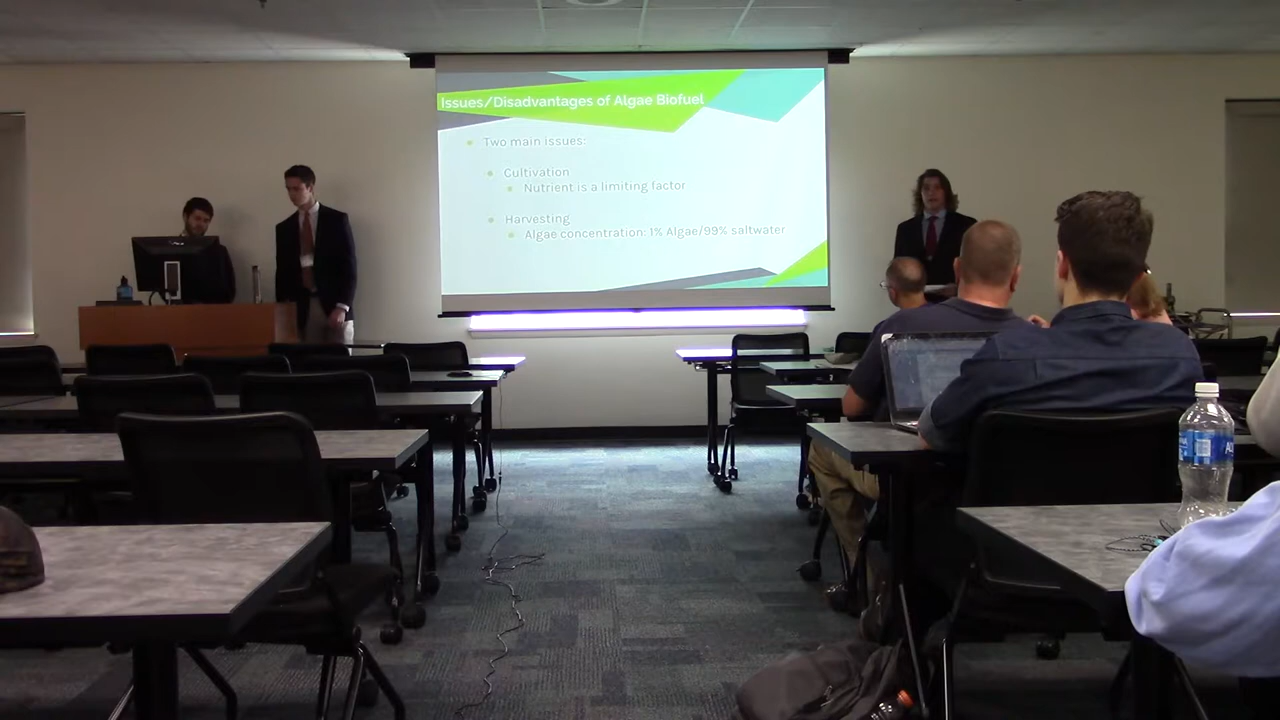 Issues/Disadvantages of Algae Biofuel
Two main issues:
Cultivation
Nutrient is a limiting factor
Harvesting
Algae concentration: 1% Algae/99% saltwater